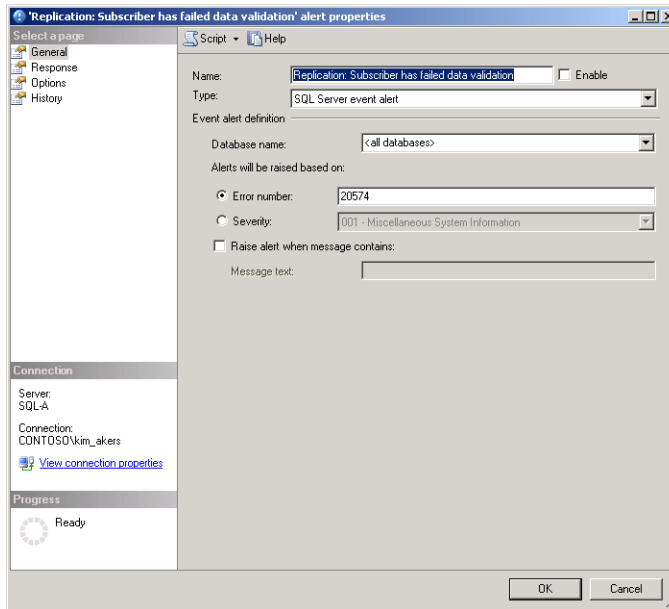 'Replication: Subscriber has failed data validation' alert properties
Select a page
General
Response
Options
History
Script
Help
Name: Replication: Subscriber has failed data validation Enable
Type: SQL Server event alert
Event alert definition
Database name: <all databases>
Alerts will be raised based on:
Error number: 20574
Severity: 001 - Miscellaneous System Information
Raise alert when message contains:
Message text:
Connection
Server:
SQL-A
Connection:
CONTOSO\kim_akers
View connection properties
Progress
Ready
OK Cancel